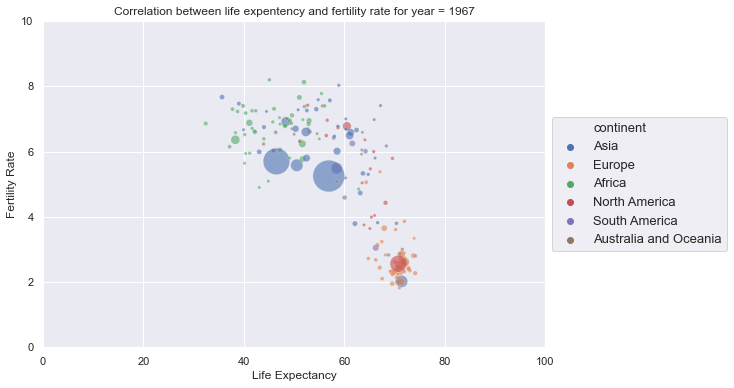 Correlation between life expentency and fertility rate for year = 1967
10
8
6
4
2
0
Fertility Rate
0 20 40 60 80 100
Life Expectancy
continent
Asia
Europe
Africa
North America
South America
Australia and Oceania